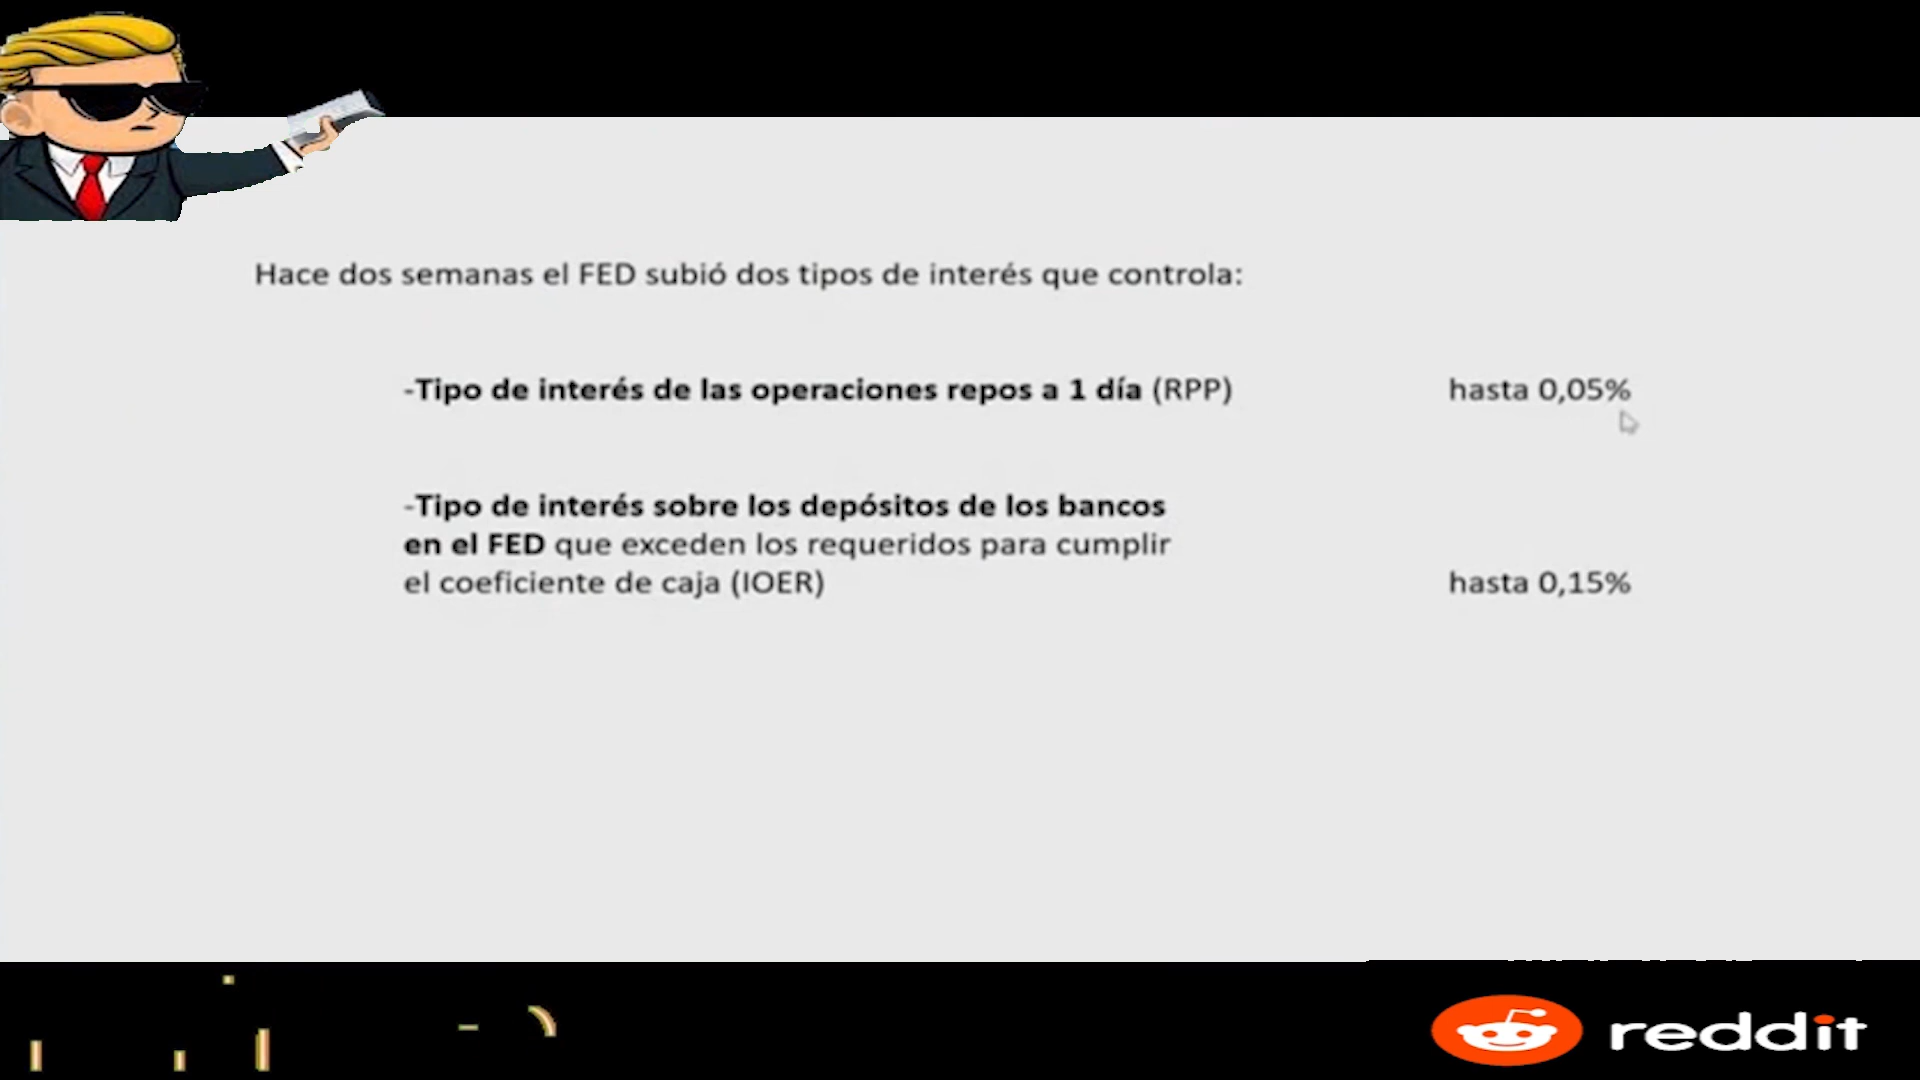 Hace dos semanas el FED subió dos tipos de interés que controla:
-Tipo de interés de las operaciones repos a 1 día (RPP) hasta 0,05%
-Tipo de interés sobre los depósitos de los bancos
en el FED que exceden los requeridos para cumplir
el coeficiente de caja (IOER) hasta 0,15%
reddit